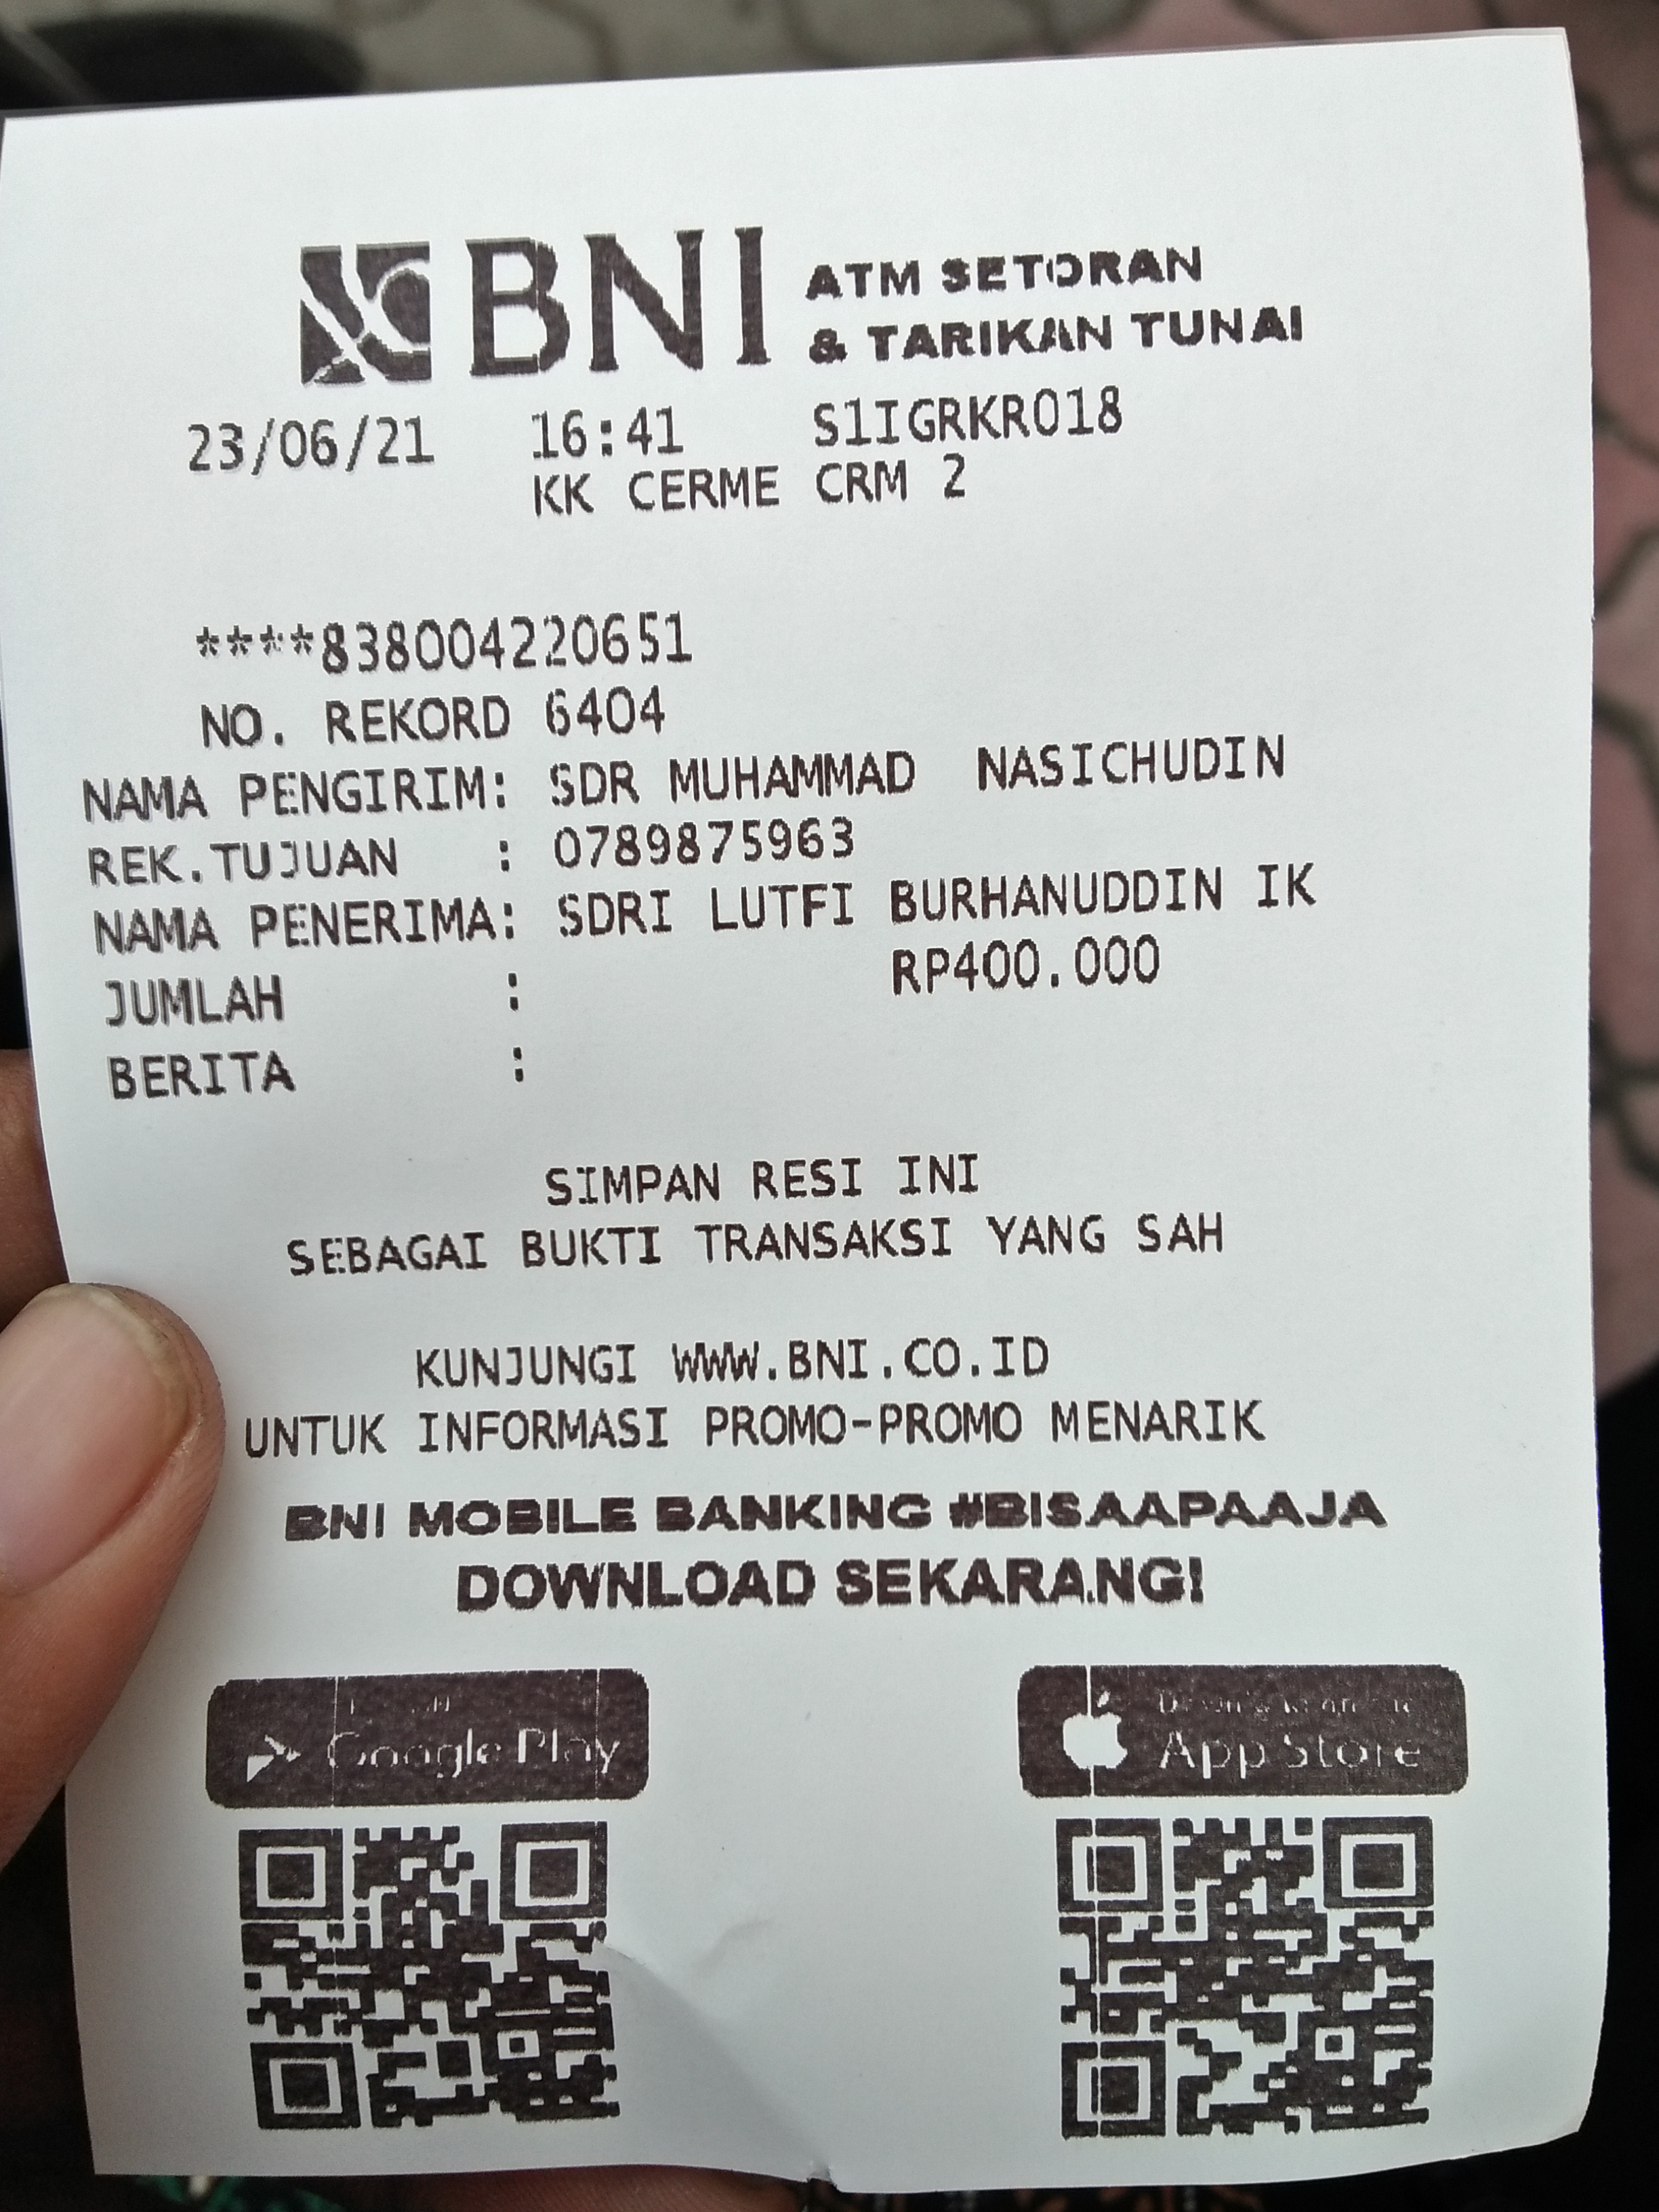 BNI ATM SETORAN
& TARIKAN TUNAI
23/06/21 16:41 S1IGRKR018
KK CERME CRM 2
****838004220651
NO. REKORD 6404
NAMA PENGIRIM: SDR MUHAMMAD NASICHUDIN
REK.TUJUAN : 0789875963
NAMA PENERIMA: SDRI LUTFI BURHANUDDIN IK
JUMLAH : RP400.000
BERITA :
SIMPAN RESI INI
SEBAGAI BUKTI TRANSAKSI YANG SAH
KUNJUNGI WWW.BNI.CO.ID
UNTUK INFORMASI PROMO-PROMO MENARIK
BNI MOBILE BANKING #BISAAPAAJA
DOWNLOAD SEKARANG!
Google Play
App Store